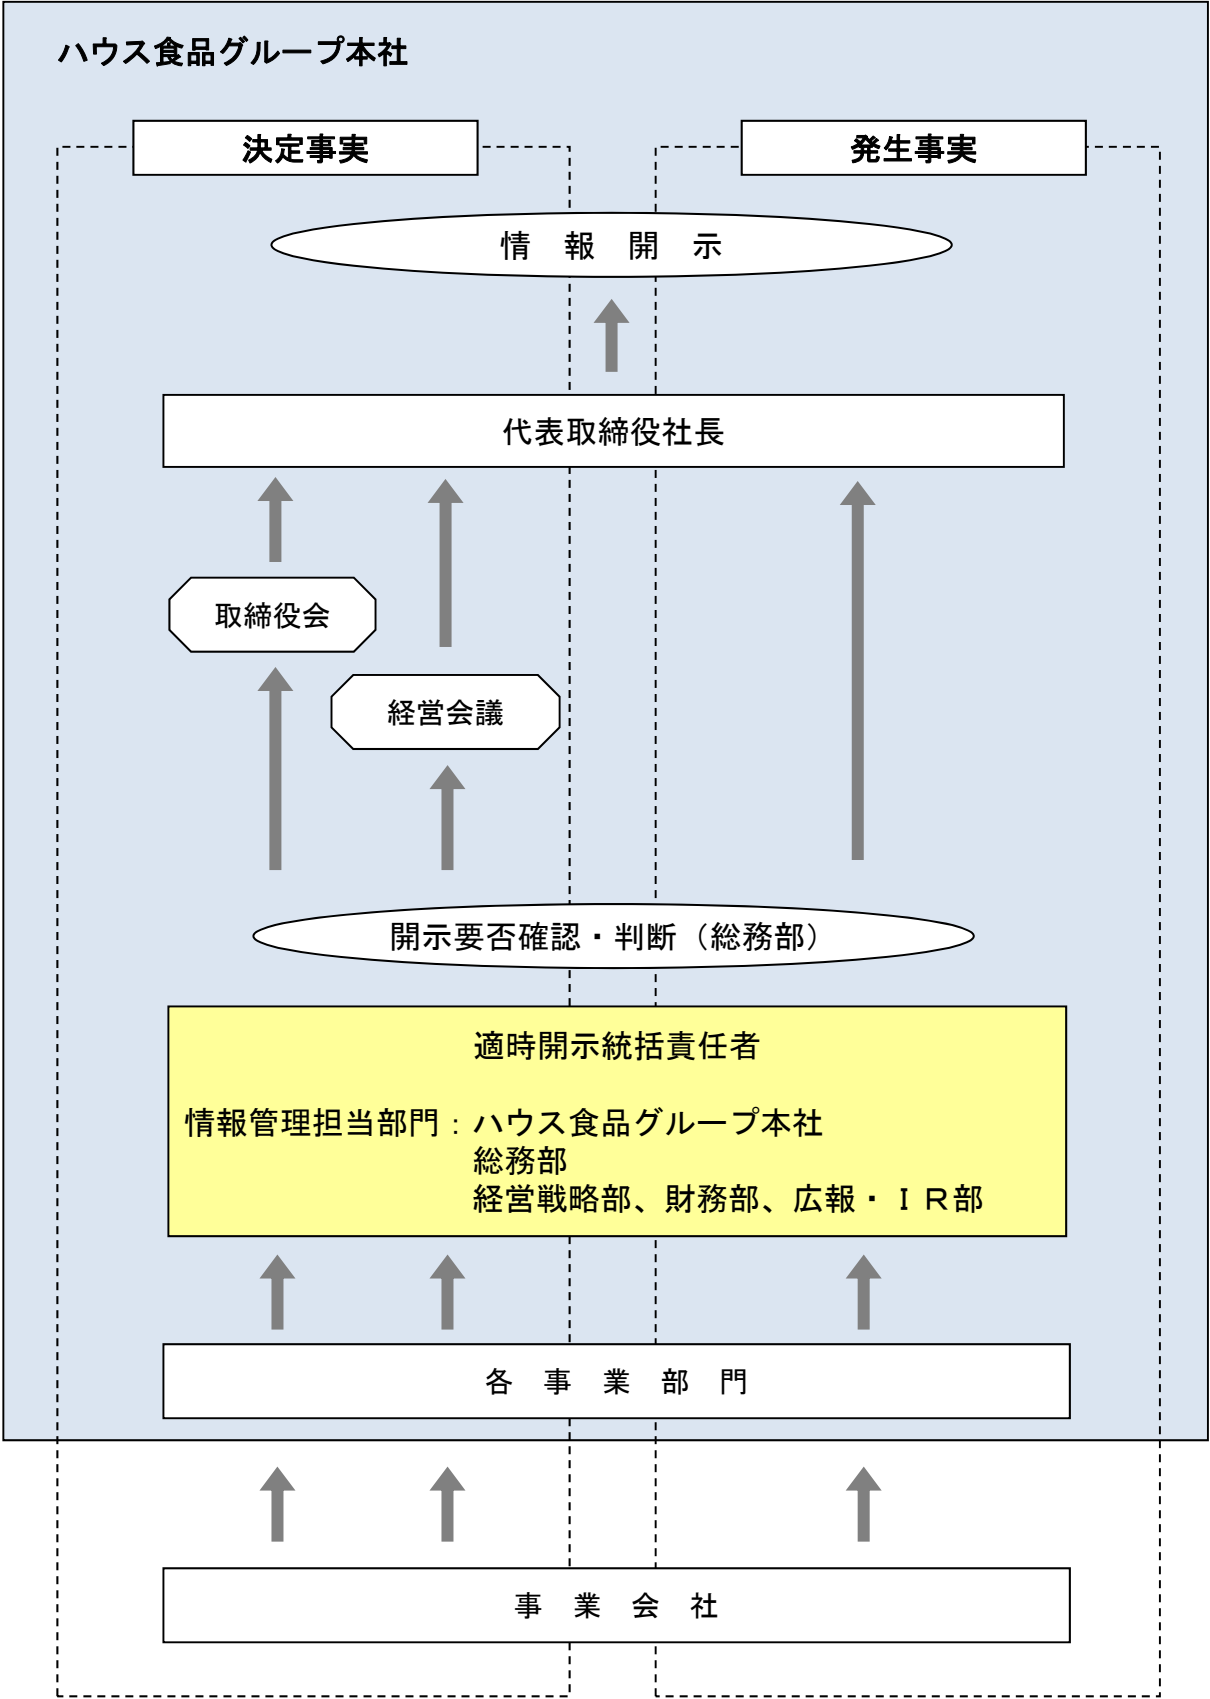 ハウス食品グループ本社
決定事実
発生事実
情　報　開　示
代表取締役社長
取締役会
経営会議
開示要否確認・判断（総務部）
適時開示統括責任者
情報管理担当部門：ハウス食品グループ本社
総務部
経営戦略部、財務部、広報・ＩＲ部
各　事　業　部　門
事　業　会　社